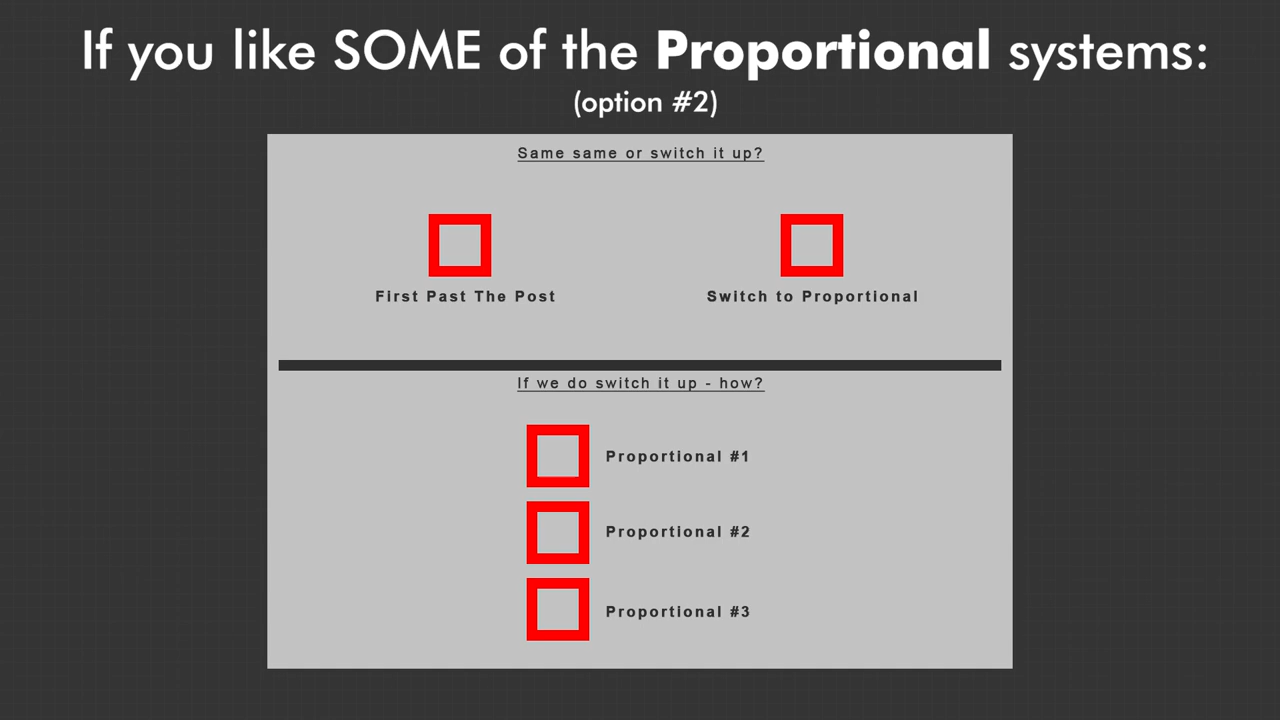 If you like SOME of the Proportional systems:
(option #2)
Same same or switch it up?
First Past The Post
Switch to Proportional
If we do switch it up - how?
Proportional #1
Proportional #2
Proportional #3